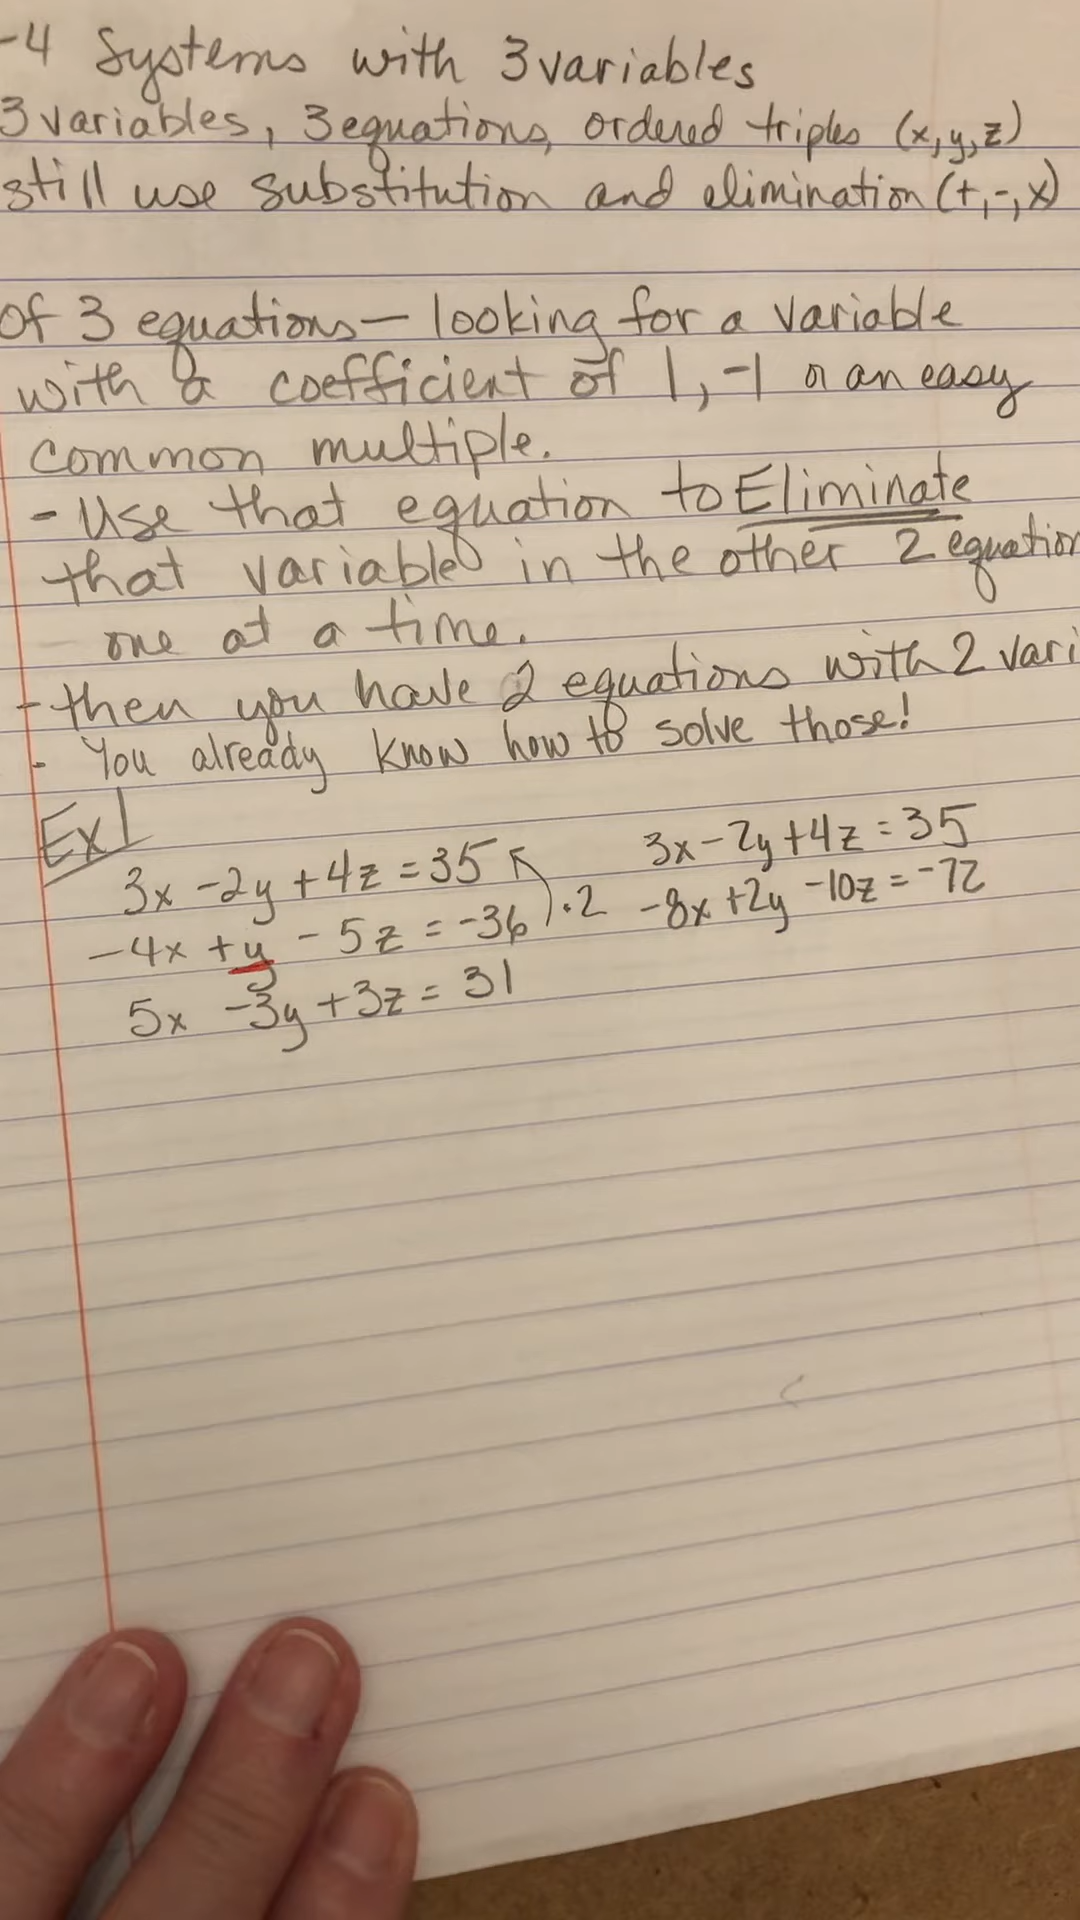 -4 Systems with 3 variables
3 variables, 3 equations, ordered triples (x,y,z)
still use substitution and elimination (+,-,x)
Of 3 equations — looking for a variable
with a coefficient of 1, -1 or an easy
common multiple.
- Use that equation to Eliminate
that variable in the other 2 equation
one at a time.
- then you have 2 equations with 2 vari
- You already know how to solve those!
Ex 1
3x - 2y + 4z = 35
-4x + y - 5z = -36 ).2
5x - 3y + 3z = 31
3x - 2y + 4z = 35
-8x + 2y - 10z = -72